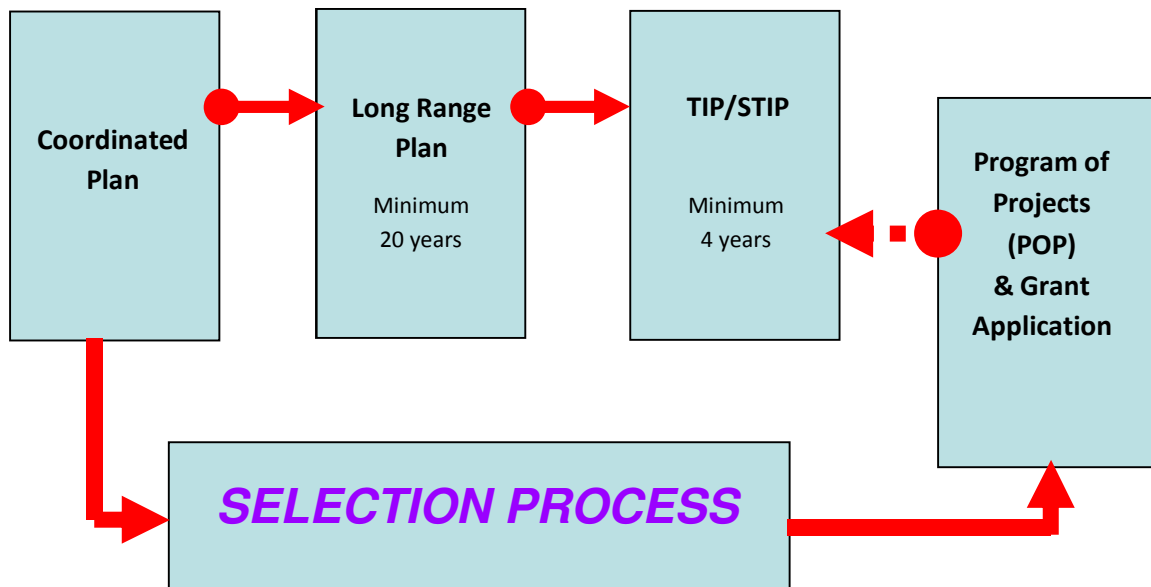 Coordinated
Plan
Long Range
Plan
Minimum
20 years
TIP/STIP
Minimum
4 years
Program of
Projects
(POP)
& Grant
Application
SELECTION PROCESS